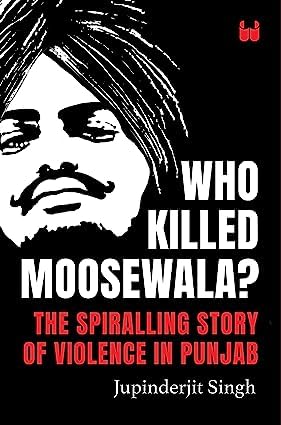 WHO
KILLED
MOOSEWALA?
THE SPIRALLING STORY
OF VIOLENCE IN PUNJAB
Jupinderjit Singh